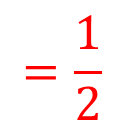 = 1/2